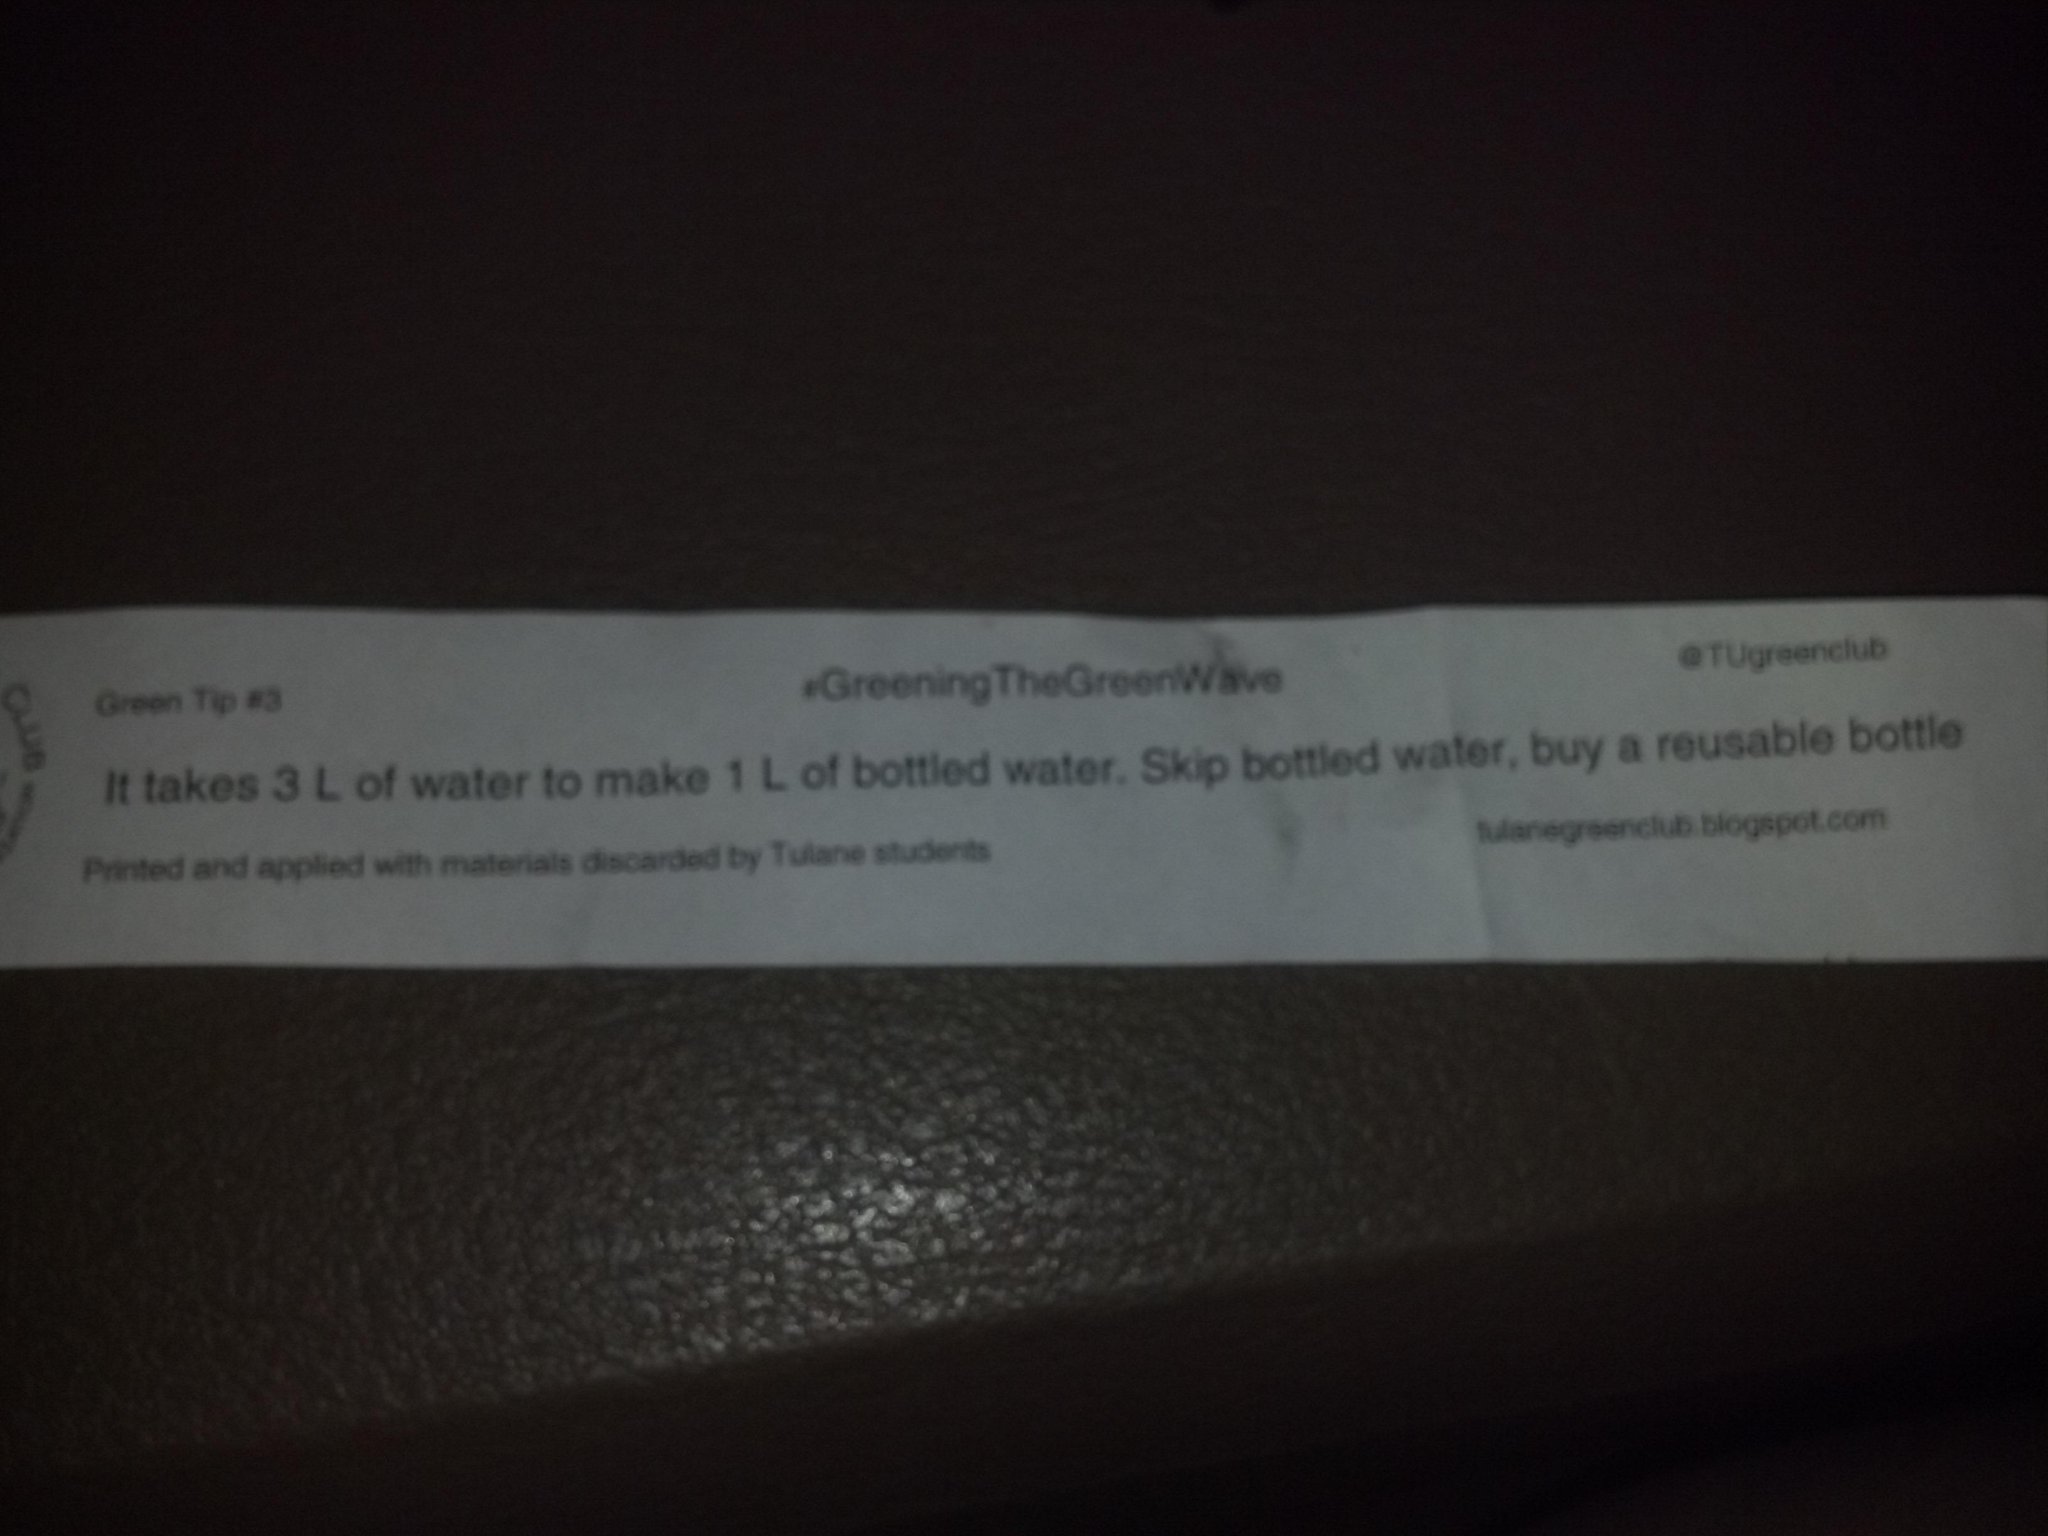 CLUB
Green Tip #3
#GreeningTheGreenWave
@TUgreenclub
It takes 3 L of water to make 1 L of bottled water. Skip bottled water, buy a reusable bottle
Printed and applied with materials discarded by Tulane students
tulanegreenclub.blogspot.com